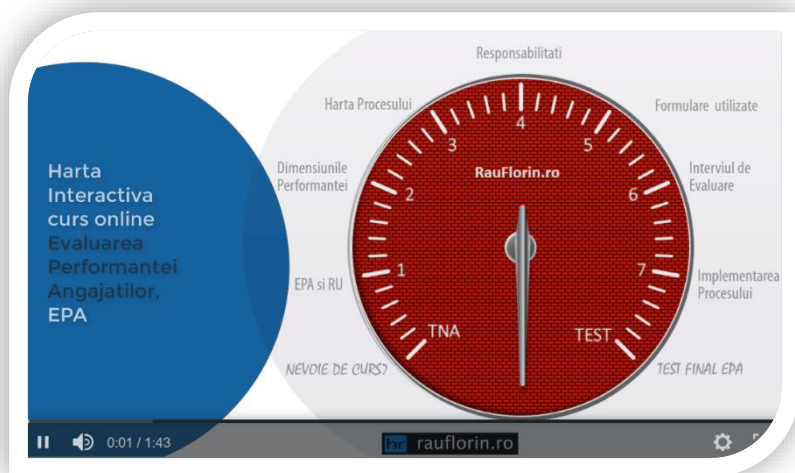 Harta
Interactiva
curs online
Evaluarea
Performantei
Angajatilor,
EPA
Responsabilitati
Harta Procesului
Formulare utilizate
Dimensiunile
Performantei
Interviul de
Evaluare
EPA si RU
Implementarea
Procesului
NEVOIE DE CURS?
TEST FINAL EPA
RauFlorin.ro
TNA
1
2
3
4
5
6
7
TEST
0:01 / 1:43
hr rauflorin.ro